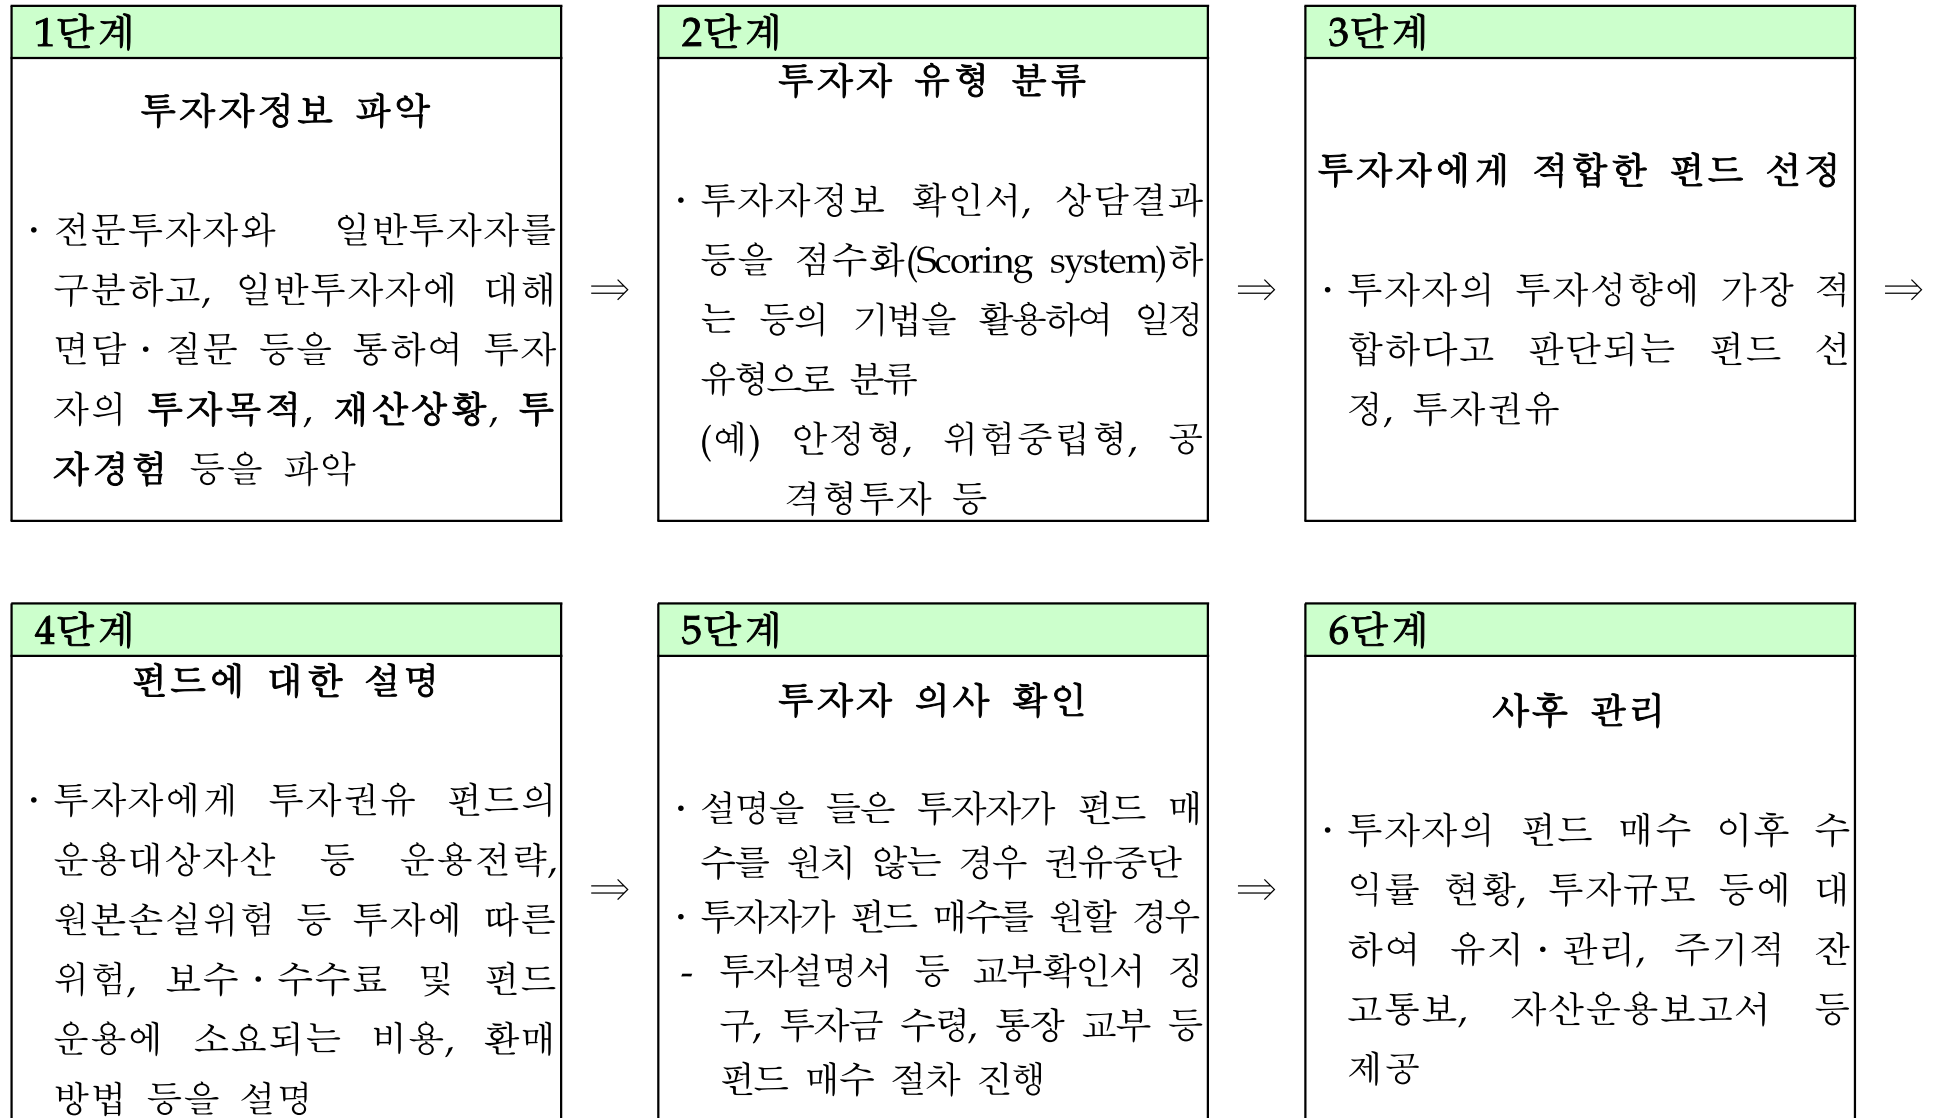 1단계
투자자정보 파악
· 전문투자자와 일반투자자를
구분하고, 일반투자자에 대해
면담·질문 등을 통하여 투자
자의 투자목적, 재산상황, 투
자경험 등을 파악
⇒
2단계
투자자 유형 분류
· 투자자정보 확인서, 상담결과
등을 점수화(Scoring system)하
는 등의 기법을 활용하여 일정
유형으로 분류
(예) 안정형, 위험중립형, 공
격형투자 등
⇒
3단계
투자자에게 적합한 펀드 선정
· 투자자의 투자성향에 가장 적
합하다고 판단되는 펀드 선
정, 투자권유
⇒
4단계
펀드에 대한 설명
· 투자자에게 투자권유 펀드의
운용대상자산 등 운용전략,
원본손실위험 등 투자에 따른
위험, 보수·수수료 및 펀드
운용에 소요되는 비용, 환매
방법 등을 설명
⇒
5단계
투자자 의사 확인
· 설명을 들은 투자자가 펀드 매
수를 원치 않는 경우 권유중단
· 투자자가 펀드 매수를 원할 경우
- 투자설명서 등 교부확인서 징
구, 투자금 수령, 통장 교부 등
펀드 매수 절차 진행
⇒
6단계
사후 관리
· 투자자의 펀드 매수 이후 수
익률 현황, 투자규모 등에 대
하여 유지·관리, 주기적 잔
고통보, 자산운용보고서 등
제공